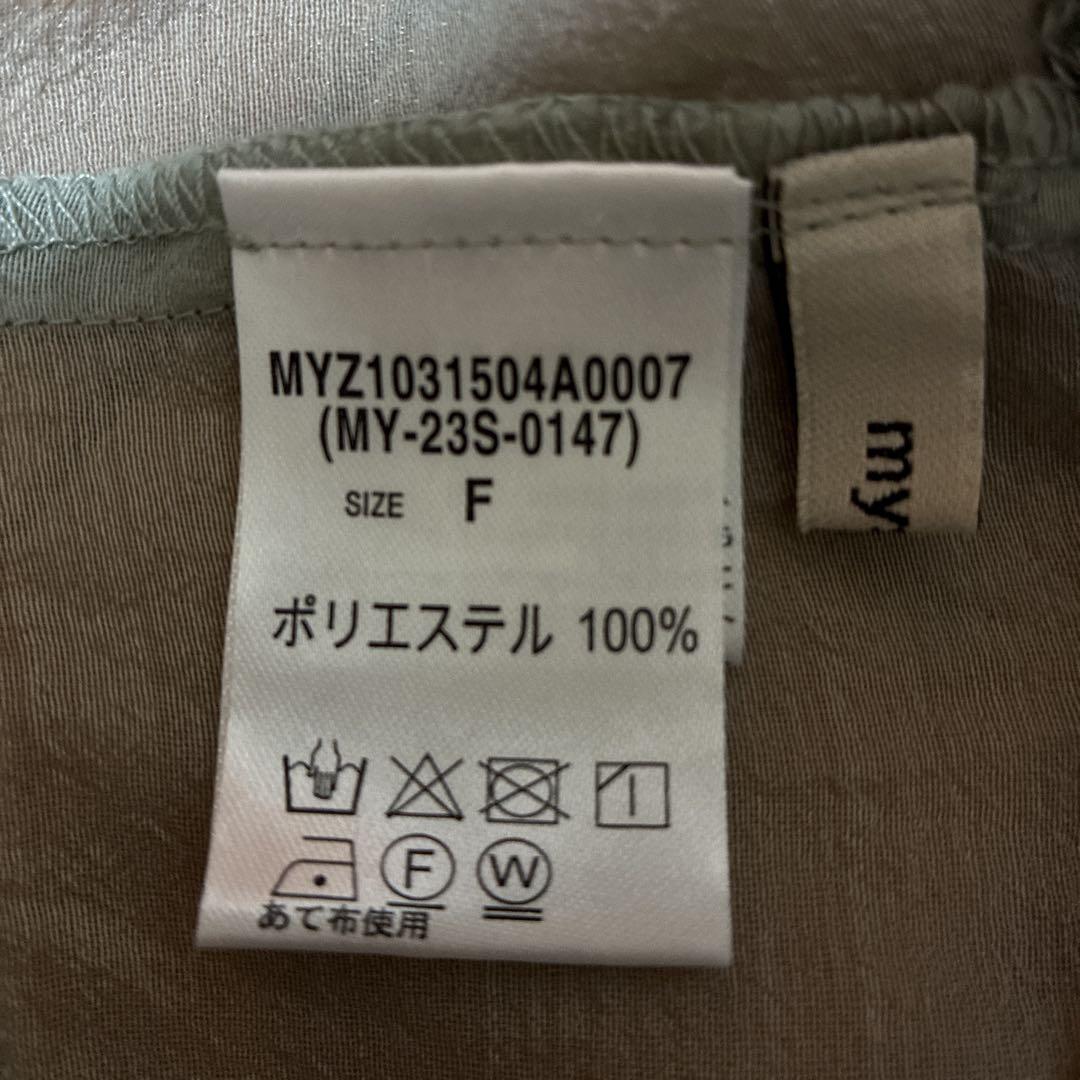 MYZ1031504A0007
(MY-23S-0147)
SIZE F
ポリエステル 100%
F W
あて布使用
my